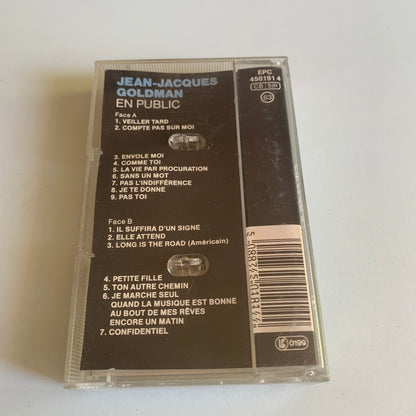 JEAN-JACQUES
GOLDMAN
EN PUBLIC
Face A
1. VEILLER TARD
2. COMPTE PAS SUR MOI
3. ENVOLE MOI
4. COMME TOI
5. LA VIE PAR PROCURATION
6. SANS UN MOT
7. PAS L'INDIFFÉRENCE
8. JE TE DONNE
9. PAS TOI
Face B
1. IL SUFFIRA D'UN SIGNE
2. ELLE ATTEND
3. LONG IS THE ROAD (Américain)
4. PETITE FILLE
5. TON AUTRE CHEMIN
6. JE MARCHE SEUL
QUAND LA MUSIQUE EST BONNE
AU BOUT DE MES RÊVES
ENCORE UN MATIN
7. CONFIDENTIEL
EPC
450191 4
CB 591
63
0199